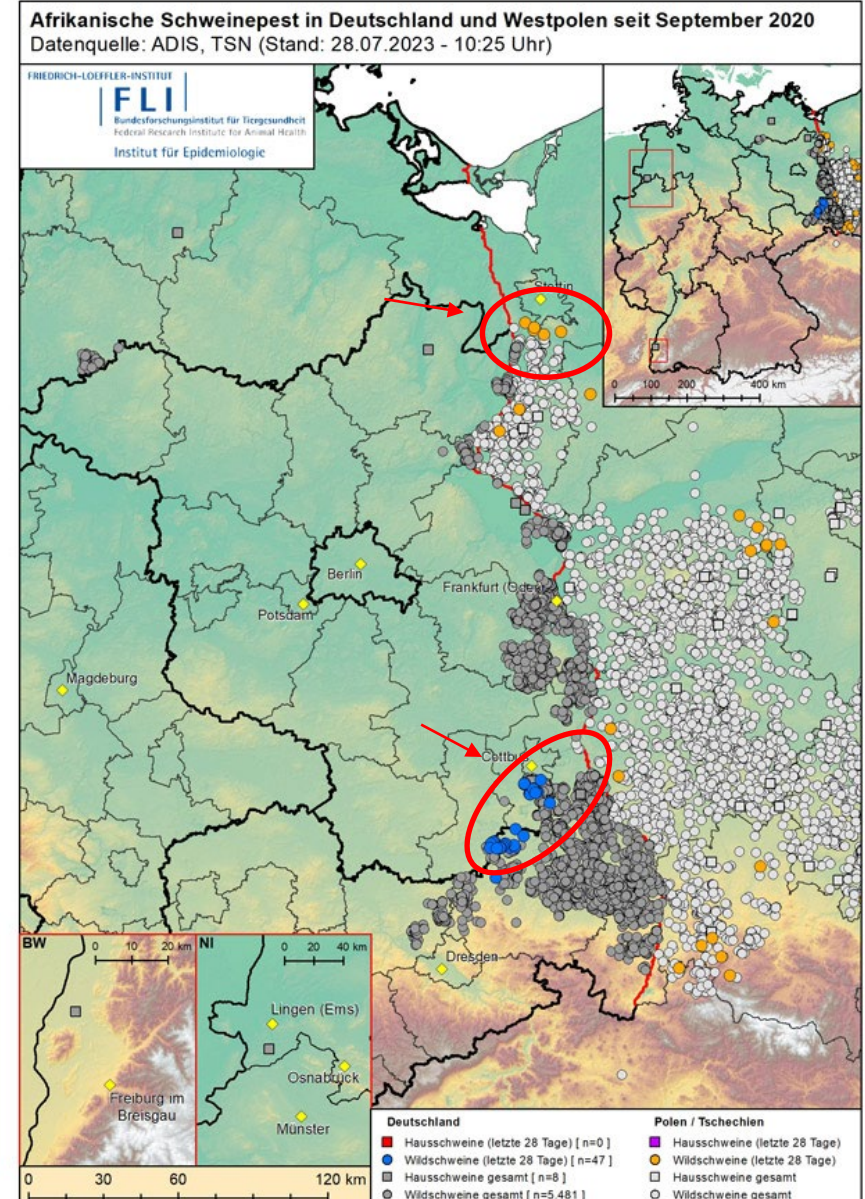 Afrikanische Schweinepest in Deutschland und Westpolen seit September 2020
Datenquelle: ADIS, TSN (Stand: 28.07.2023 - 10:25 Uhr)
FRIEDRICH-LOEFFLER-INSTITUT
FLI
Bundesforschungsinstitut für Tiergesundheit
Federal Research Institute for Animal Health
Institut für Epidemiologie
Stettin
0 100 200 400 km
Berlin
Potsdam
Frankfurt (Oder)
Magdeburg
Cottbus
Dresden
BW
0 10 20 km
Freiburg im
Breisgau
NI
0 20 40 km
Lingen (Ems)
Osnabrück
Münster
0 30 60 120 km
Deutschland
Hausschweine (letzte 28 Tage) [ n=0 ]
Wildschweine (letzte 28 Tage) [ n=47 ]
Hausschweine gesamt [ n=8 ]
Wildschweine gesamt [ n=5.481 ]
Polen / Tschechien
Hausschweine (letzte 28 Tage)
Wildschweine (letzte 28 Tage)
Hausschweine gesamt
Wildschweine gesamt